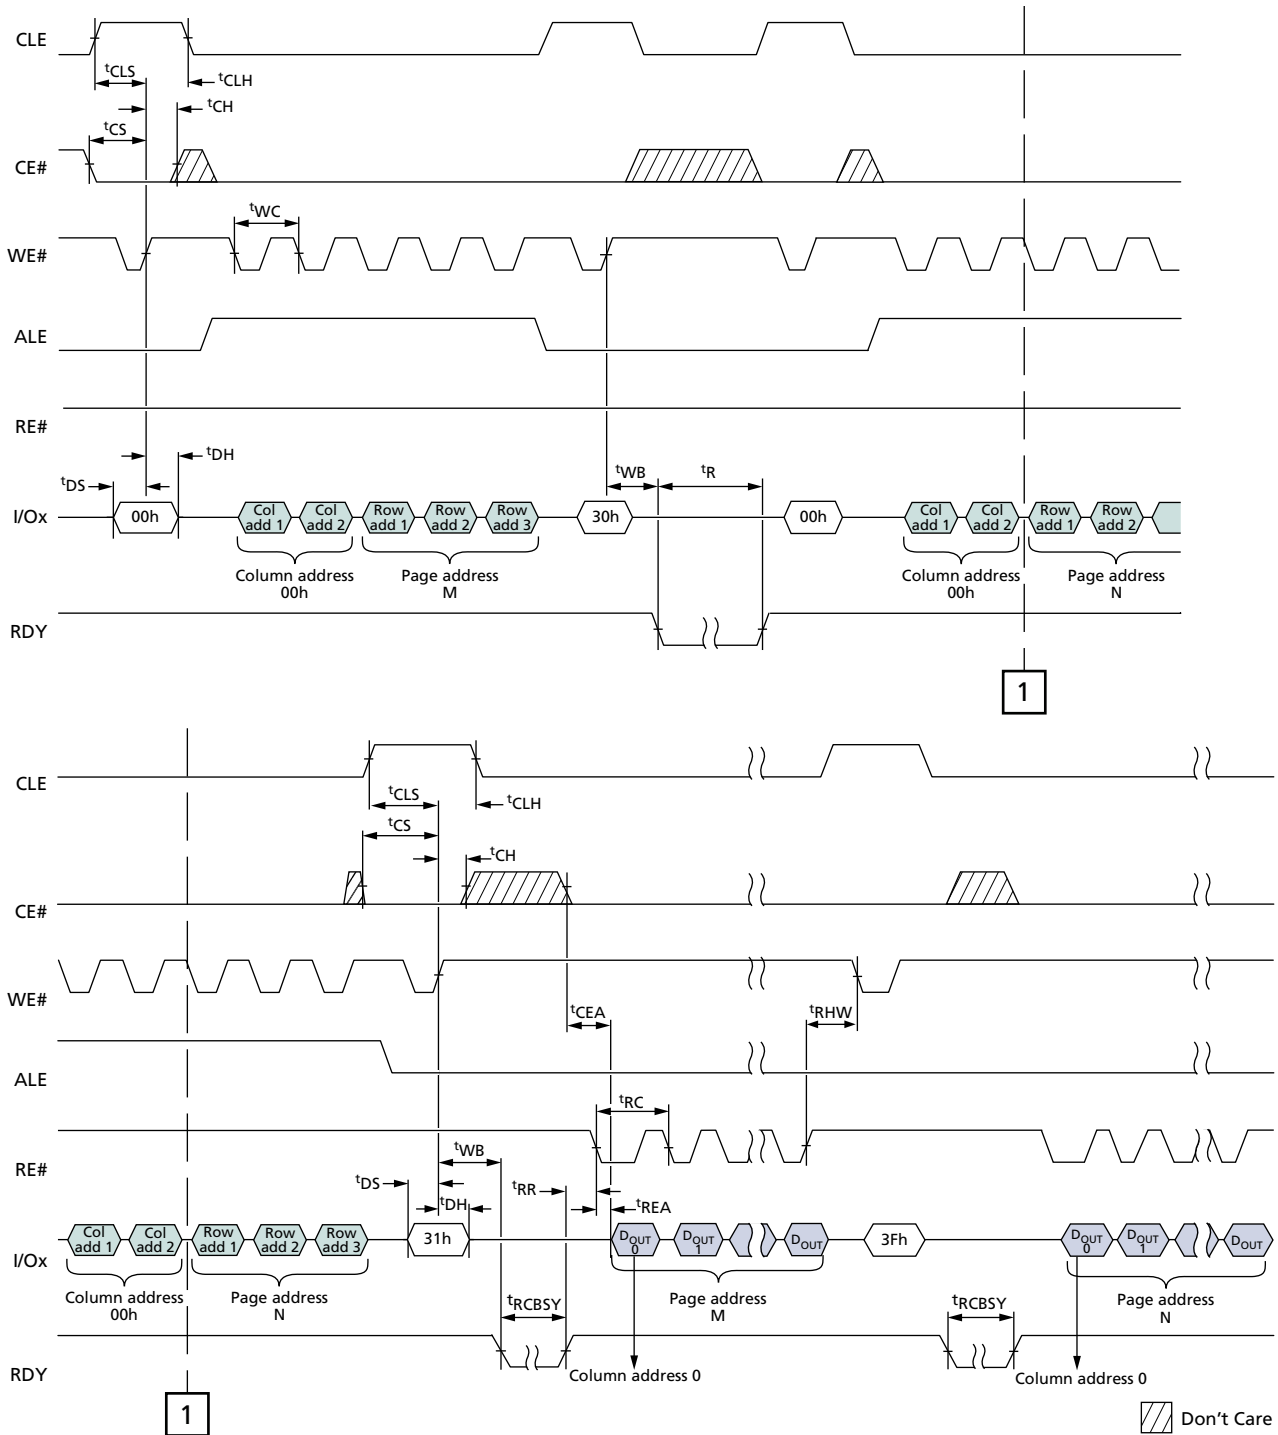 CLE
tCLS
tCLH
tCH
tCS
CE#
tWC
WE#
ALE
RE#
tDH
tDS
tWB
tR
I/Ox
00h
Col add 1
Col add 2
Row add 1
Row add 2
Row add 3
30h
00h
Col add 1
Col add 2
Row add 1
Row add 2
Column address
00h
Page address
M
Column address
00h
Page address
N
RDY
1
CLE
tCLS
tCLH
tCS
tCH
CE#
WE#
tCEA
tRHW
ALE
tRC
RE#
tWB
tDS
tDH
tRR
tREA
I/Ox
Col add 1
Col add 2
Row add 1
Row add 2
Row add 3
31h
DOUT 0
DOUT 1
DOUT
3Fh
DOUT 0
DOUT 1
DOUT
Column address
00h
Page address
N
Page address
M
Page address
N
tRCBSY
tRCBSY
RDY
Column address 0
Column address 0
1
Don't Care